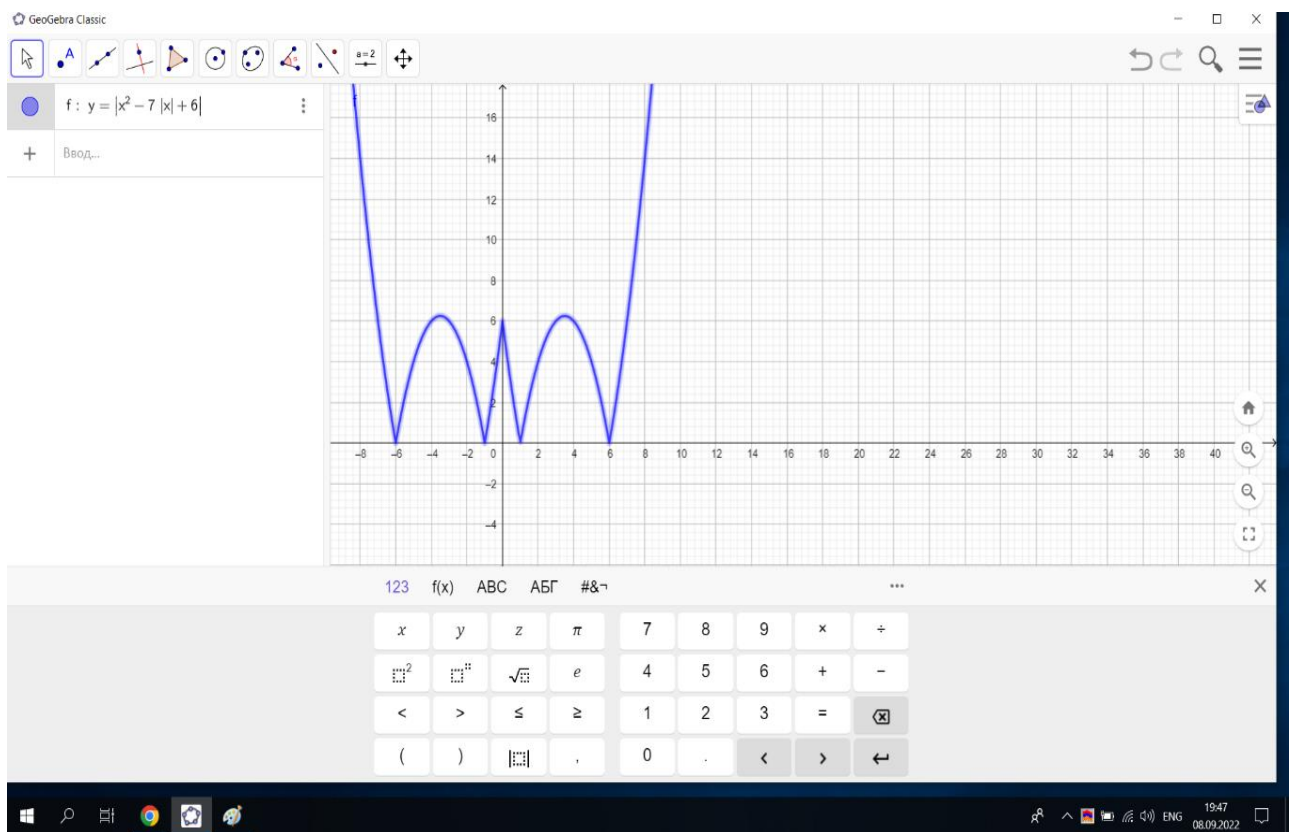 GeoGebra Classic
a=2
f : y = |x² − 7 |x| + 6|
Ввод...
f
16
14
12
10
8
6
4
2
−8 −6 −4 −2 0 2 4 6 8 10 12 14 16 18 20 22 24 26 28 30 32 34 36 38 40
−2
−4
123 f(x) ABC АБГ #&¬
x y z π 7 8 9 × ÷
□² □" √□ e 4 5 6 + −
< > ≤ ≥ 1 2 3 =
( ) |□| , 0 . < >
ENG
19:47
08.09.2022